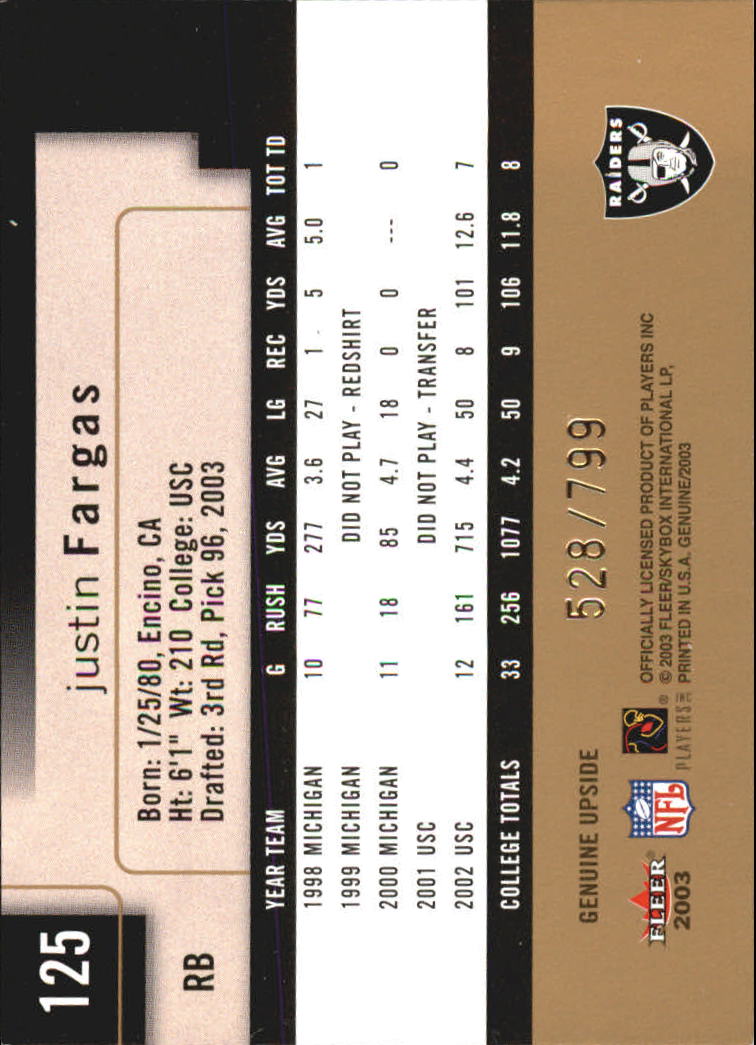 125
justin Fargas
RB
Born: 1/25/80, Encino, CA
Ht: 6'1" Wt: 210 College: USC
Drafted: 3rd Rd, Pick 96, 2003
YEAR TEAM G RUSH YDS AVG LG REC YDS AVG TOT TD
1998 MICHIGAN 10 77 277 3.6 27 1 5 5.0 1
1999 MICHIGAN DID NOT PLAY - REDSHIRT
2000 MICHIGAN 11 18 85 4.7 18 0 0 --- 0
2001 USC DID NOT PLAY - TRANSFER
2002 USC 12 161 715 4.4 50 8 101 12.6 7
COLLEGE TOTALS 33 256 1077 4.2 50 9 106 11.8 8
GENUINE UPSIDE
528/799
RAIDERS
FLEER®
2003
NFL
®
PLAYERS INC
OFFICIALLY LICENSED PRODUCT OF PLAYERS INC
© 2003 FLEER/SKYBOX INTERNATIONAL LP,
PRINTED IN U.S.A. GENUINE/2003